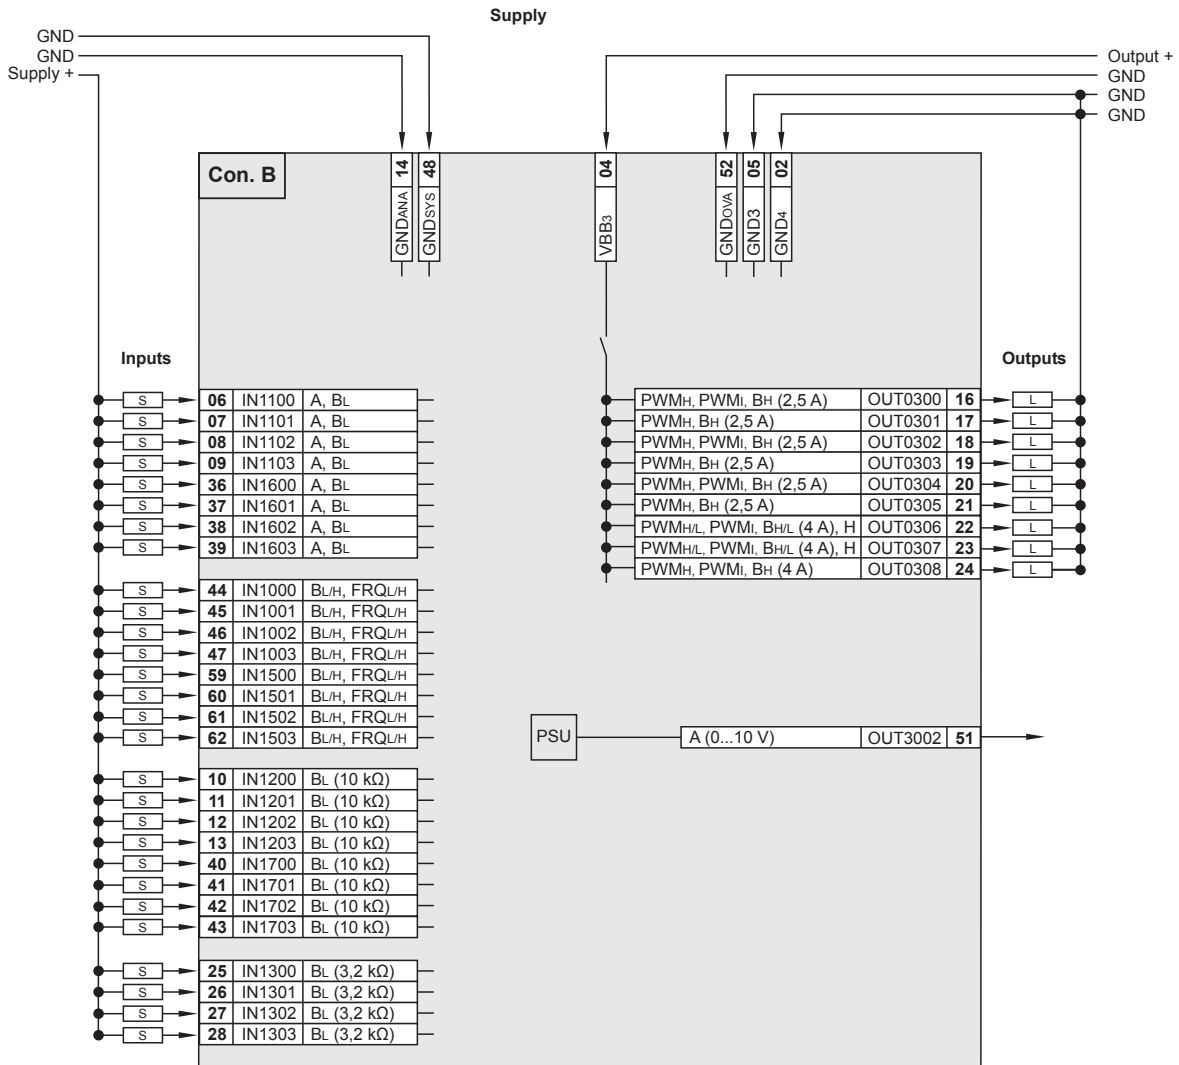 Supply
GND
GND
Supply +
Output +
GND
GND
GND
Con. B
14 GNDANA
48 GNDSYS
04 VBB3
52 GNDOVA
05 GND3
02 GND4
Inputs
Outputs
S 06 IN1100 A, BL
S 07 IN1101 A, BL
S 08 IN1102 A, BL
S 09 IN1103 A, BL
S 36 IN1600 A, BL
S 37 IN1601 A, BL
S 38 IN1602 A, BL
S 39 IN1603 A, BL
PWMH, PWMI, BH (2,5 A) OUT0300 16 L
PWMH, BH (2,5 A) OUT0301 17 L
PWMH, PWMI, BH (2,5 A) OUT0302 18 L
PWMH, BH (2,5 A) OUT0303 19 L
PWMH, PWMI, BH (2,5 A) OUT0304 20 L
PWMH, BH (2,5 A) OUT0305 21 L
PWMH/L, PWMI, BH/L (4 A), H OUT0306 22 L
PWMH/L, PWMI, BH/L (4 A), H OUT0307 23 L
PWMH, PWMI, BH (4 A) OUT0308 24 L
S 44 IN1000 BL/H, FRQL/H
S 45 IN1001 BL/H, FRQL/H
S 46 IN1002 BL/H, FRQL/H
S 47 IN1003 BL/H, FRQL/H
S 59 IN1500 BL/H, FRQL/H
S 60 IN1501 BL/H, FRQL/H
S 61 IN1502 BL/H, FRQL/H
S 62 IN1503 BL/H, FRQL/H
PSU A (0...10 V) OUT3002 51
S 10 IN1200 BL (10 kΩ)
S 11 IN1201 BL (10 kΩ)
S 12 IN1202 BL (10 kΩ)
S 13 IN1203 BL (10 kΩ)
S 40 IN1700 BL (10 kΩ)
S 41 IN1701 BL (10 kΩ)
S 42 IN1702 BL (10 kΩ)
S 43 IN1703 BL (10 kΩ)
S 25 IN1300 BL (3,2 kΩ)
S 26 IN1301 BL (3,2 kΩ)
S 27 IN1302 BL (3,2 kΩ)
S 28 IN1303 BL (3,2 kΩ)